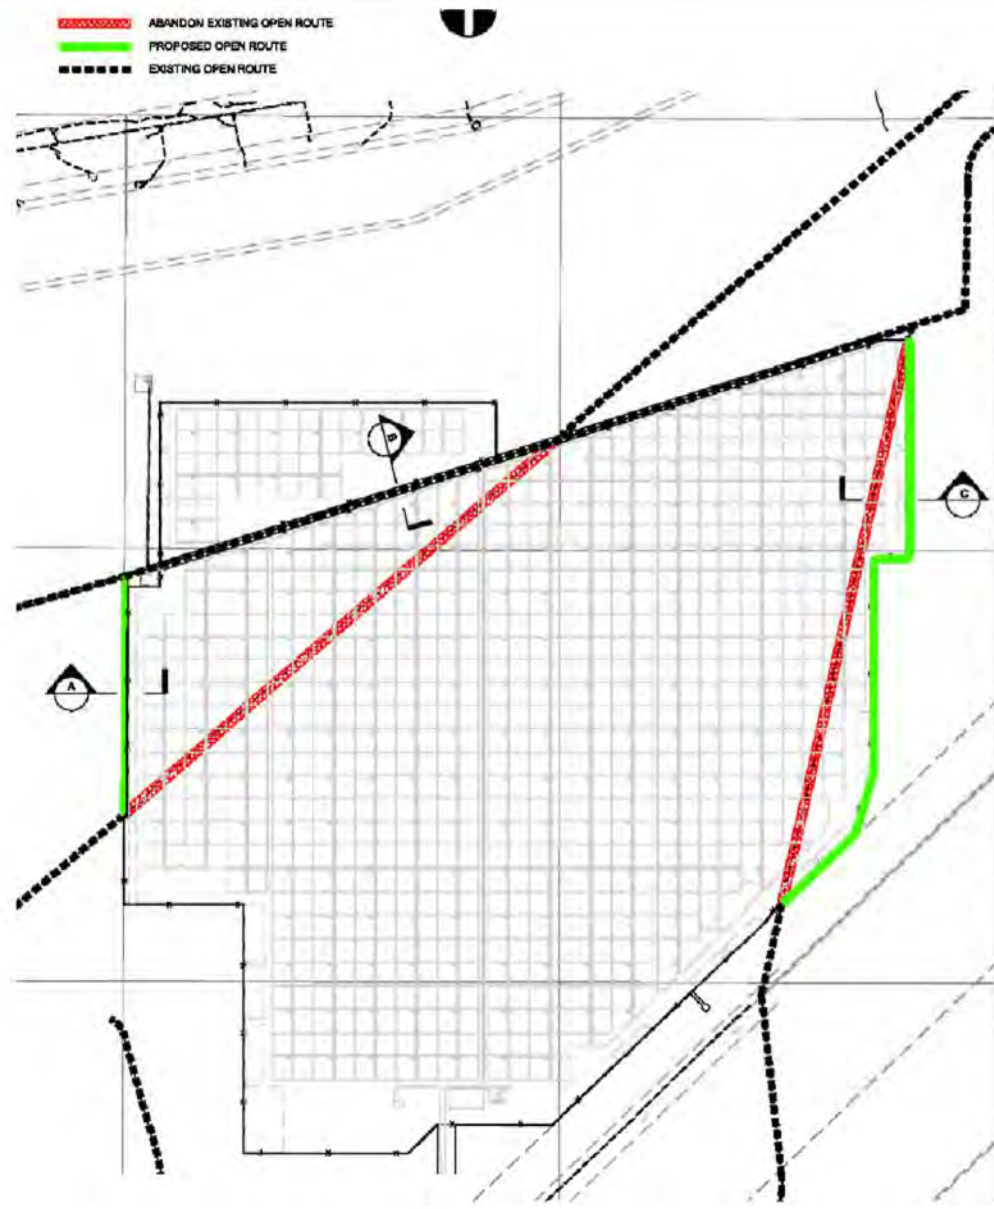 ABANDON EXISTING OPEN ROUTE
PROPOSED OPEN ROUTE
EXISTING OPEN ROUTE
B
C
A